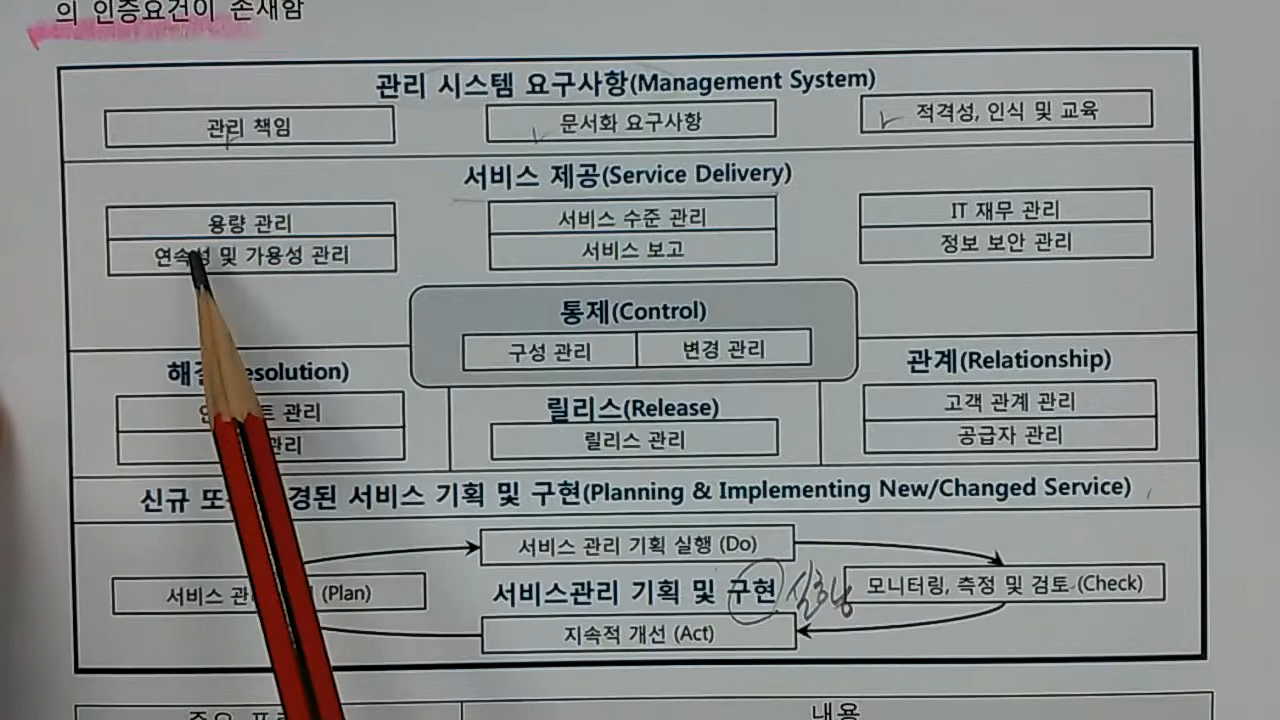 의 인증요건이 존재함
관리 시스템 요구사항(Management System)
관리 책임
문서화 요구사항
적격성, 인식 및 교육
서비스 제공(Service Delivery)
용량 관리
연속성 및 가용성 관리
서비스 수준 관리
서비스 보고
IT 재무 관리
정보 보안 관리
통제(Control)
구성 관리
변경 관리
해결 
관리
관리
릴리스(Release)
릴리스 관리
관계(Relationship)
고객 관계 관리
공급자 관리
신규 경된 서비스 기획 및 구현(Planning & Implementing New/Changed Service)
서비스 관리 기획 실행 (Do)
서비스 (Plan)
서비스관리 기획 및 구현
모니터링, 측정 및 검토 (Check)
지속적 개선 (Act)
내용